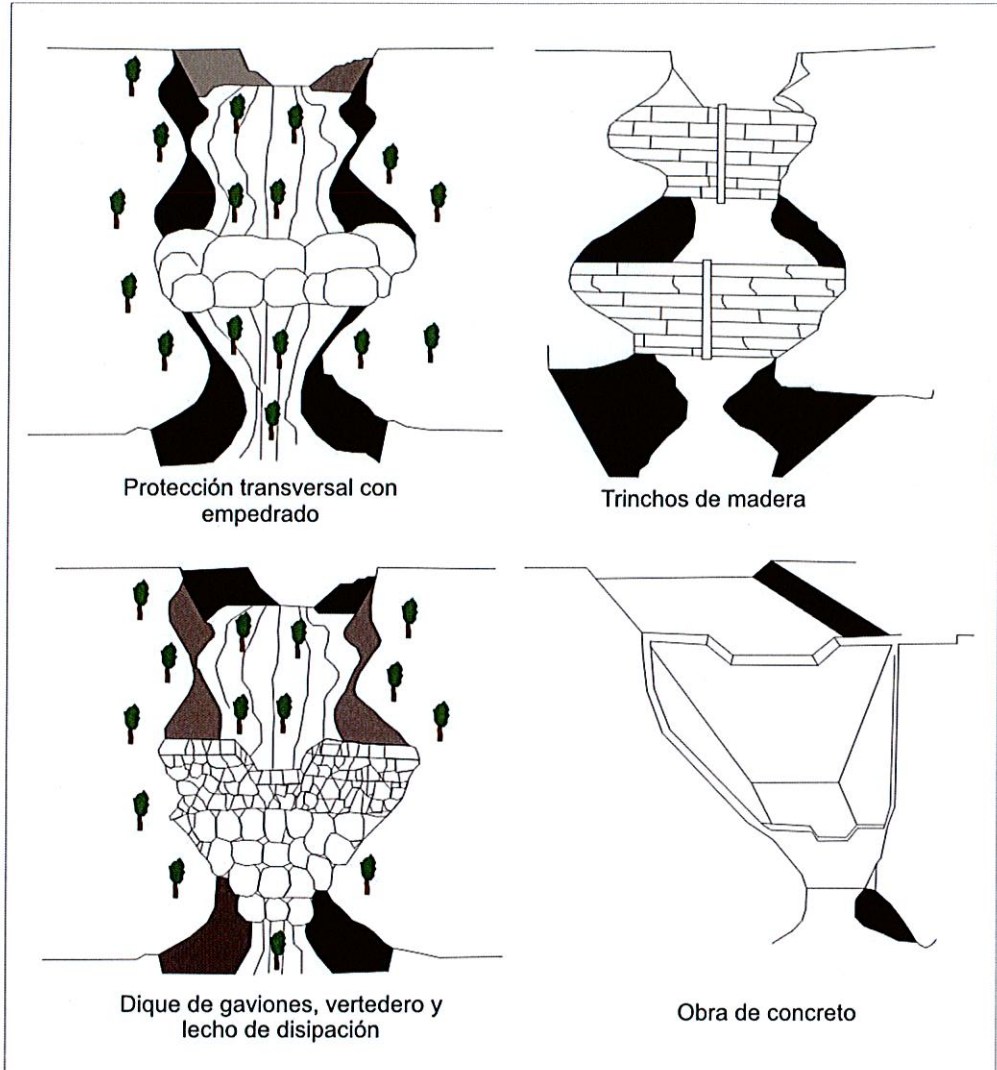 Protección transversal con
empedrado
Trinchos de madera
Dique de gaviones, vertedero y
lecho de disipación
Obra de concreto